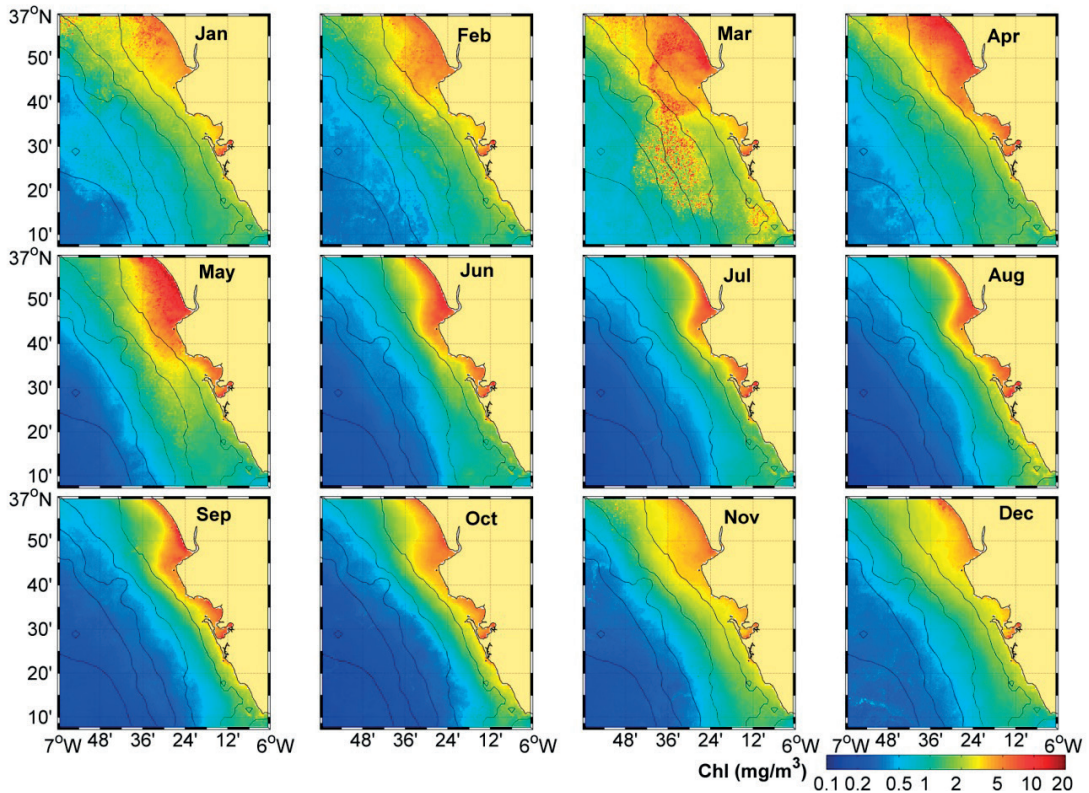 37°N
Jan
Feb
Mar
Apr
50'
40'
30'
20'
10'
37°N
May
Jun
Jul
Aug
50'
40'
30'
20'
10'
37°N
Sep
Oct
Nov
Dec
50'
40'
30'
20'
10'
7°W 48' 36' 24' 12' 6°W 48' 36' 24' 12' 6°W 48' 36' 24' 12' 7°W 48' 36' 24' 12' 6°W
Chl (mg/m³) 0.1 0.2 0.5 1 2 5 10 20